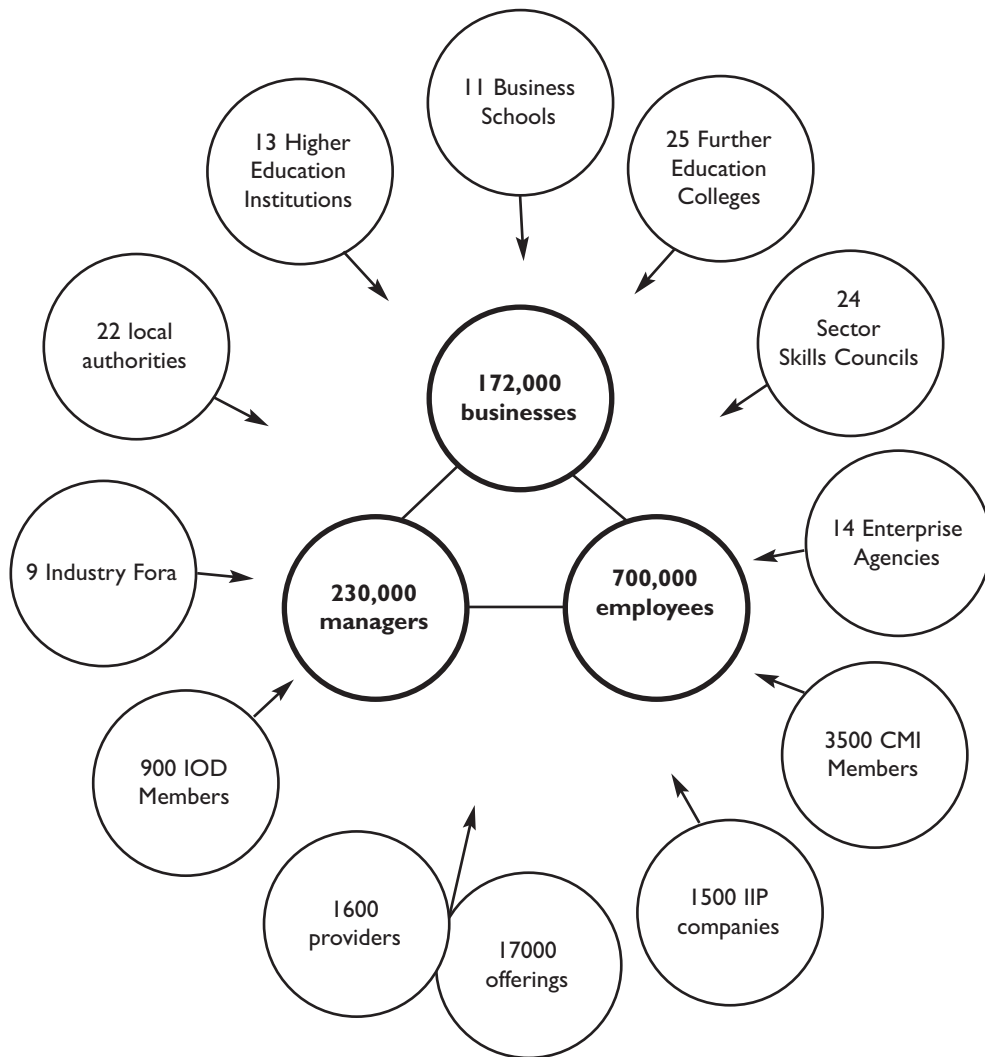 11 Business
Schools
13 Higher
Education
Institutions
25 Further
Education
Colleges
22 local
authorities
24
Sector
Skills Councils
172,000
businesses
9 Industry Fora
230,000
managers
700,000
employees
14 Enterprise
Agencies
900 IOD
Members
3500 CMI
Members
1600
providers
17000
offerings
1500 IIP
companies